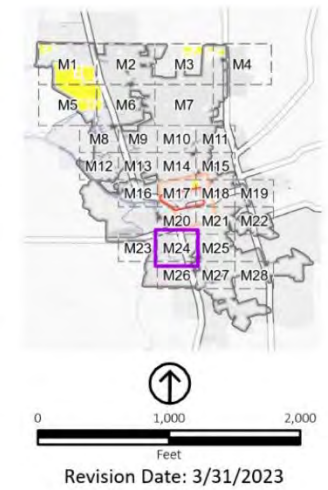 M1 M2 M3 M4
M5 M6 M7
M8 M9 M10 M11
M12 M13 M14 M15
M16 M17 M18 M19
M20 M21 M22
M23 M24 M25
M26 M27 M28
0 1,000 2,000
Feet
Revision Date: 3/31/2023